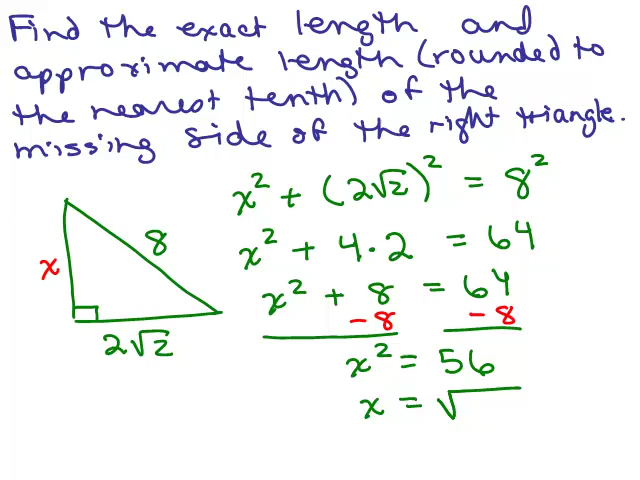 Find the exact length and
approximate length (rounded to
the nearest tenth) of the
missing side of the right triangle.
x² + (2√2)² = 8²
x² + 4 · 2 = 64
x² + 8 = 64
- 8 - 8
x² = 56
x = √
x
8
2√2